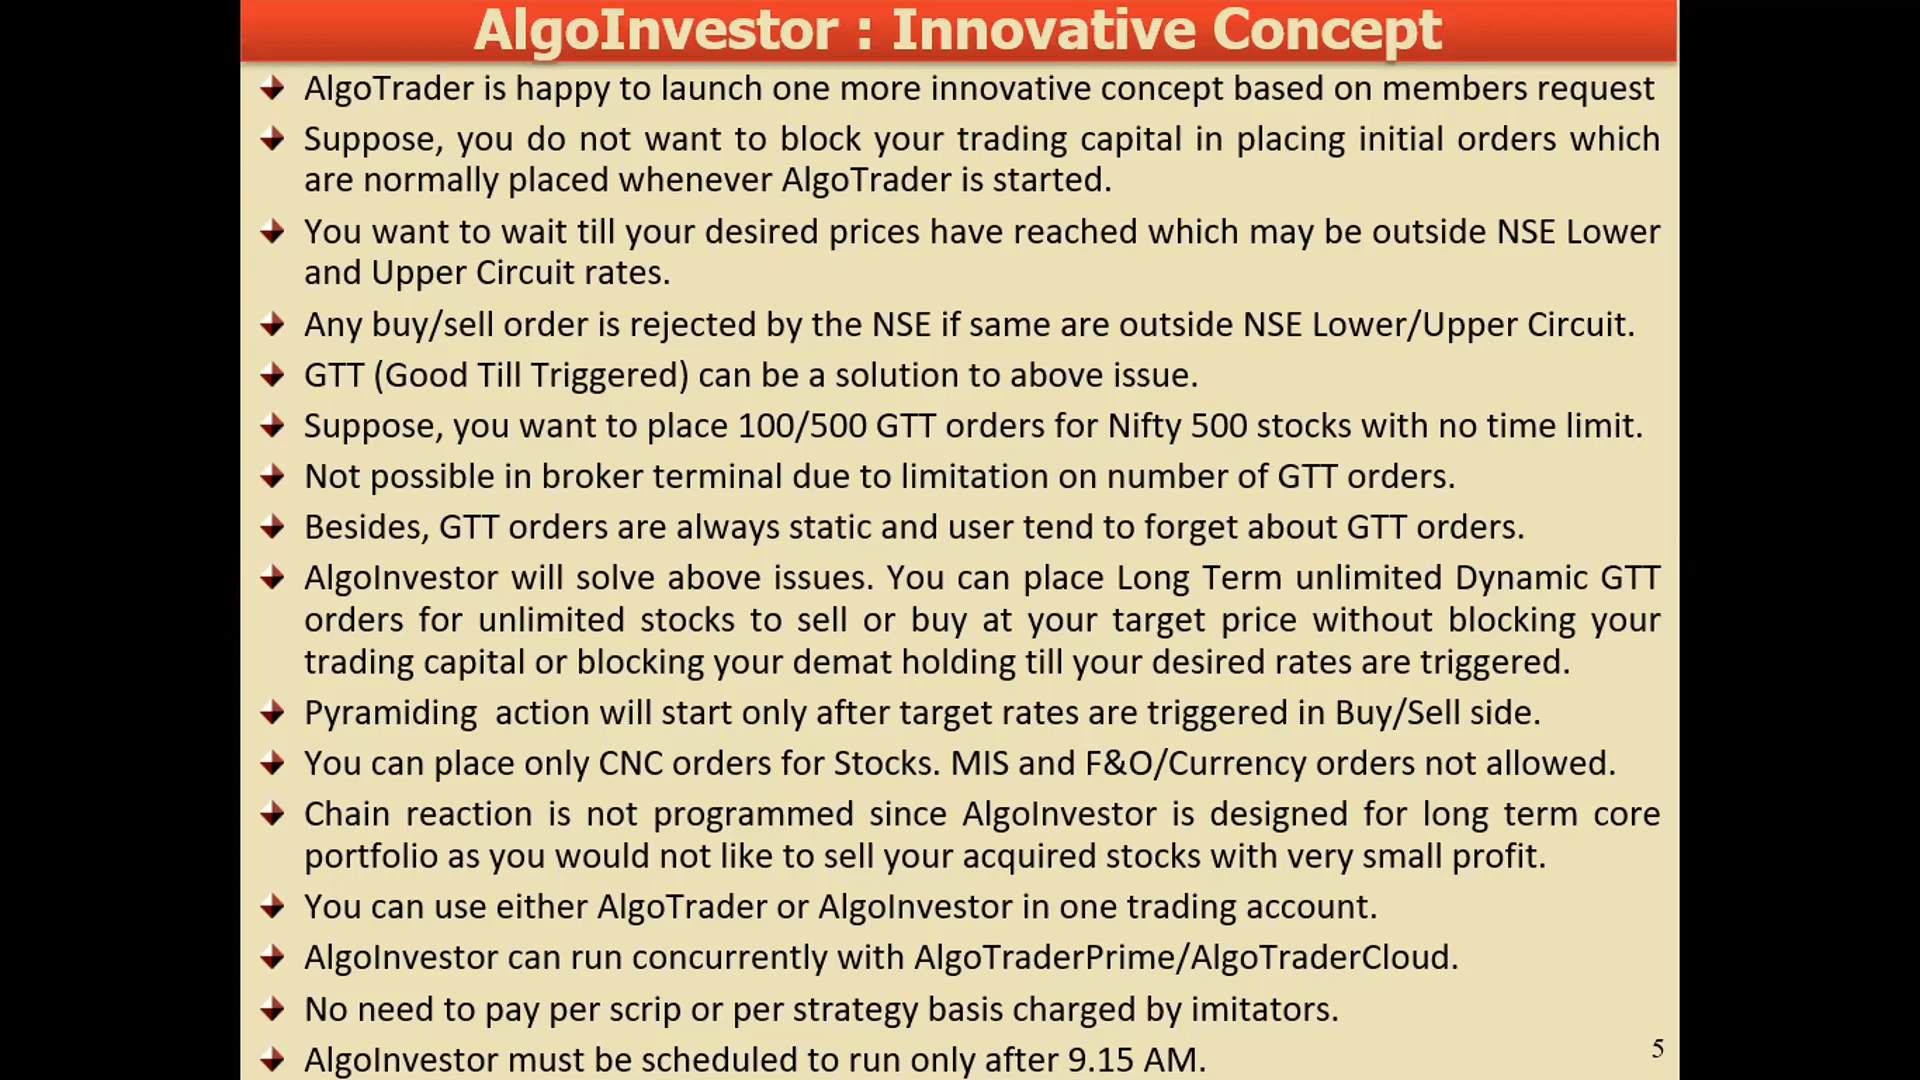 AlgoInvestor : Innovative Concept
AlgoTrader is happy to launch one more innovative concept based on members request
Suppose, you do not want to block your trading capital in placing initial orders which
are normally placed whenever AlgoTrader is started.
You want to wait till your desired prices have reached which may be outside NSE Lower
and Upper Circuit rates.
Any buy/sell order is rejected by the NSE if same are outside NSE Lower/Upper Circuit.
GTT (Good Till Triggered) can be a solution to above issue.
Suppose, you want to place 100/500 GTT orders for Nifty 500 stocks with no time limit.
Not possible in broker terminal due to limitation on number of GTT orders.
Besides, GTT orders are always static and user tend to forget about GTT orders.
AlgoInvestor will solve above issues. You can place Long Term unlimited Dynamic GTT
orders for unlimited stocks to sell or buy at your target price without blocking your
trading capital or blocking your demat holding till your desired rates are triggered.
Pyramiding action will start only after target rates are triggered in Buy/Sell side.
You can place only CNC orders for Stocks. MIS and F&O/Currency orders not allowed.
Chain reaction is not programmed since AlgoInvestor is designed for long term core
portfolio as you would not like to sell your acquired stocks with very small profit.
You can use either AlgoTrader or AlgoInvestor in one trading account.
AlgoInvestor can run concurrently with AlgoTraderPrime/AlgoTraderCloud.
No need to pay per scrip or per strategy basis charged by imitators.
AlgoInvestor must be scheduled to run only after 9.15 AM.
5